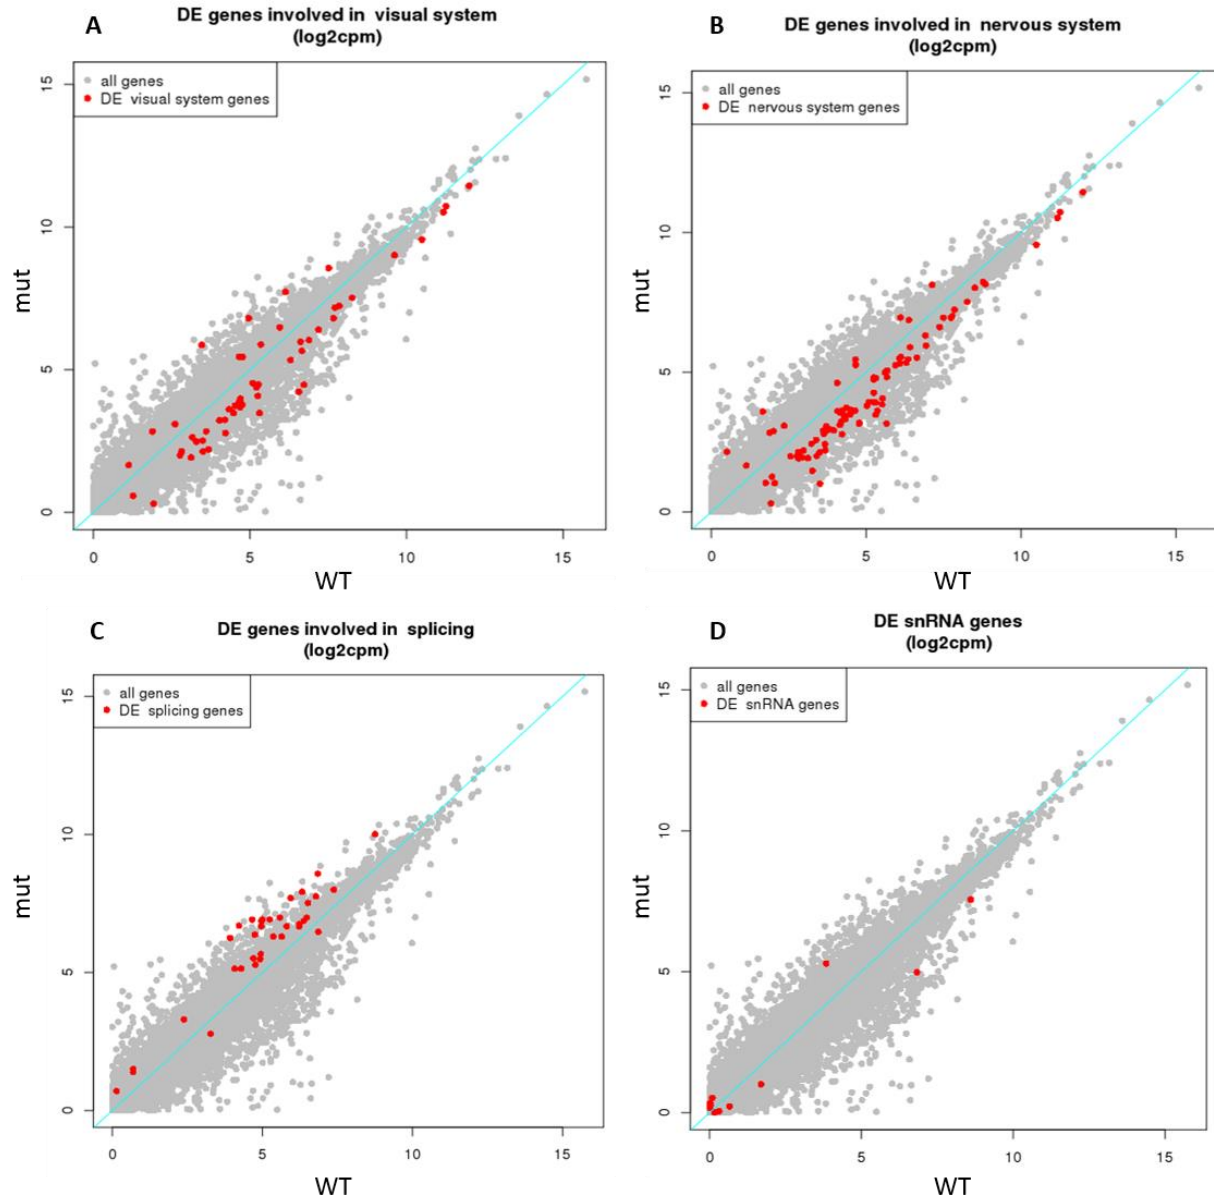 A
DE genes involved in visual system
(log2cpm)
all genes
DE visual system genes
15
10
5
0
mut
0 5 10 15
WT
B
DE genes involved in nervous system
(log2cpm)
all genes
DE nervous system genes
15
10
5
0
mut
0 5 10 15
WT
C
DE genes involved in splicing
(log2cpm)
all genes
DE splicing genes
15
10
5
0
mut
0 5 10 15
WT
D
DE snRNA genes
(log2cpm)
all genes
DE snRNA genes
15
10
5
0
mut
0 5 10 15
WT